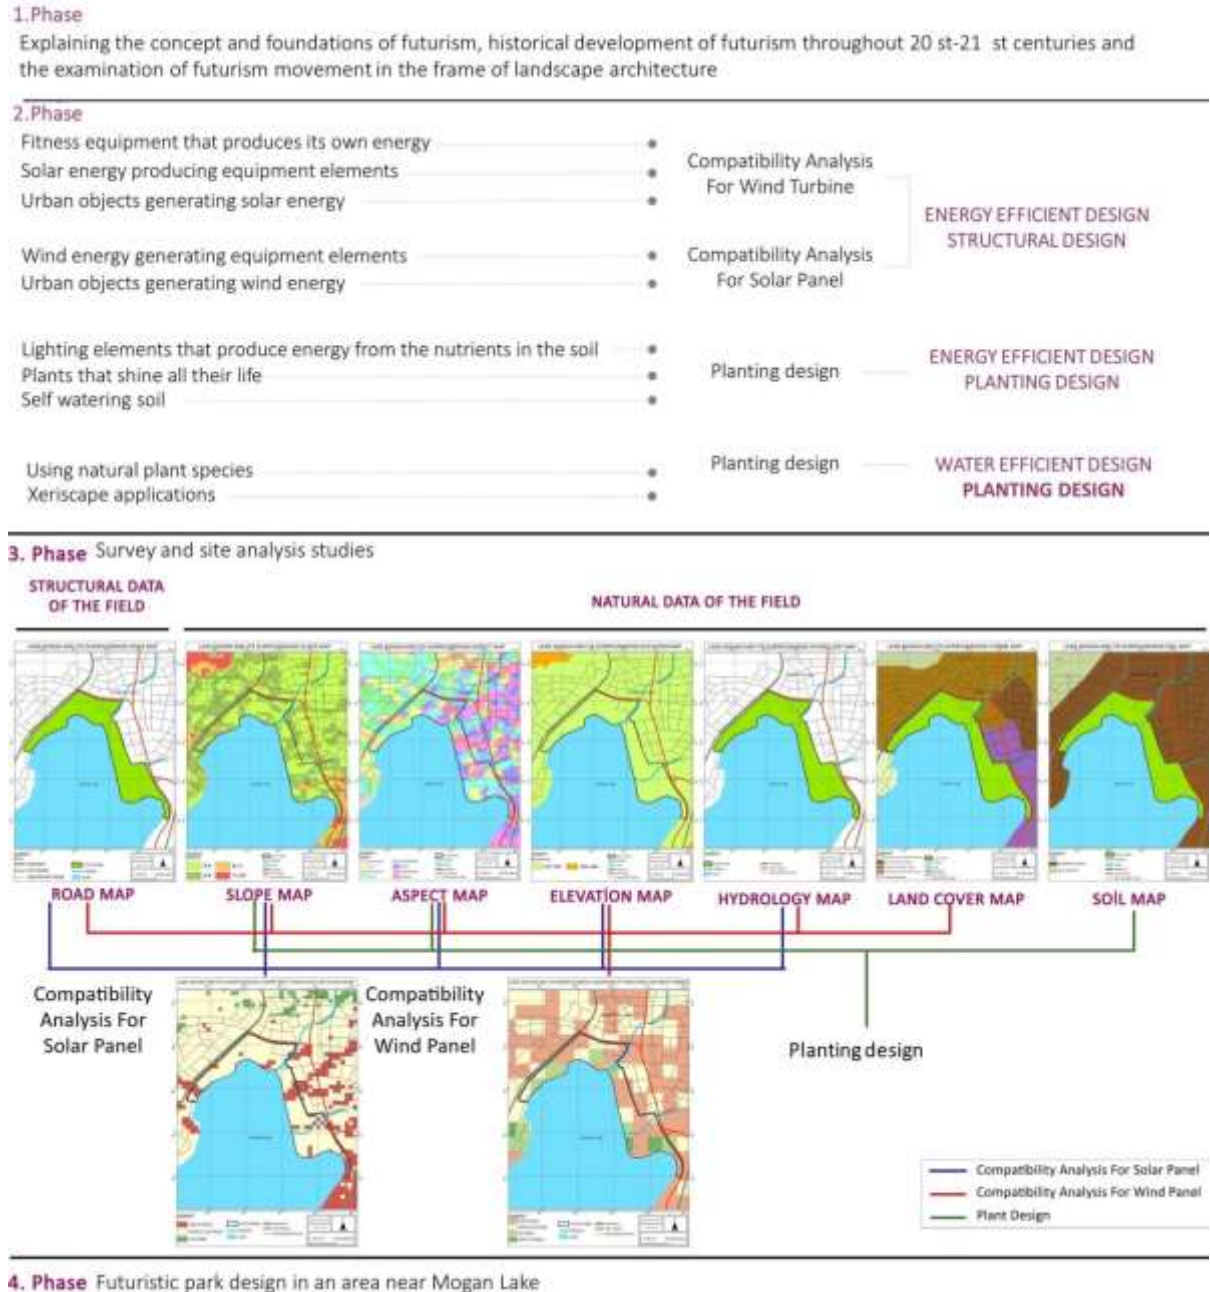 1.Phase
Explaining the concept and foundations of futurism, historical development of futurism throughout 20 st-21 st centuries and
the examination of futurism movement in the frame of landscape architecture
2.Phase
Fitness equipment that produces its own energy
Solar energy producing equipment elements
Urban objects generating solar energy
Compatibility Analysis
For Wind Turbine
Wind energy generating equipment elements
Urban objects generating wind energy
Compatibility Analysis
For Solar Panel
ENERGY EFFICIENT DESIGN
STRUCTURAL DESIGN
Lighting elements that produce energy from the nutrients in the soil
Plants that shine all their life
Self watering soil
Planting design
ENERGY EFFICIENT DESIGN
PLANTING DESIGN
Using natural plant species
Xeriscape applications
Planting design
WATER EFFICIENT DESIGN
PLANTING DESIGN
3. Phase Survey and site analysis studies
STRUCTURAL DATA
OF THE FIELD
NATURAL DATA OF THE FIELD
ROAD MAP
SLOPE MAP
ASPECT MAP
ELEVATİON MAP
HYDROLOGY MAP
LAND COVER MAP
SOİL MAP
Compatibility
Analysis For
Solar Panel
Compatibility
Analysis For
Wind Panel
Planting design
Compatibility Analysis For Solar Panel
Compatibility Analysis For Wind Panel
Plant Design
4. Phase Futuristic park design in an area near Mogan Lake